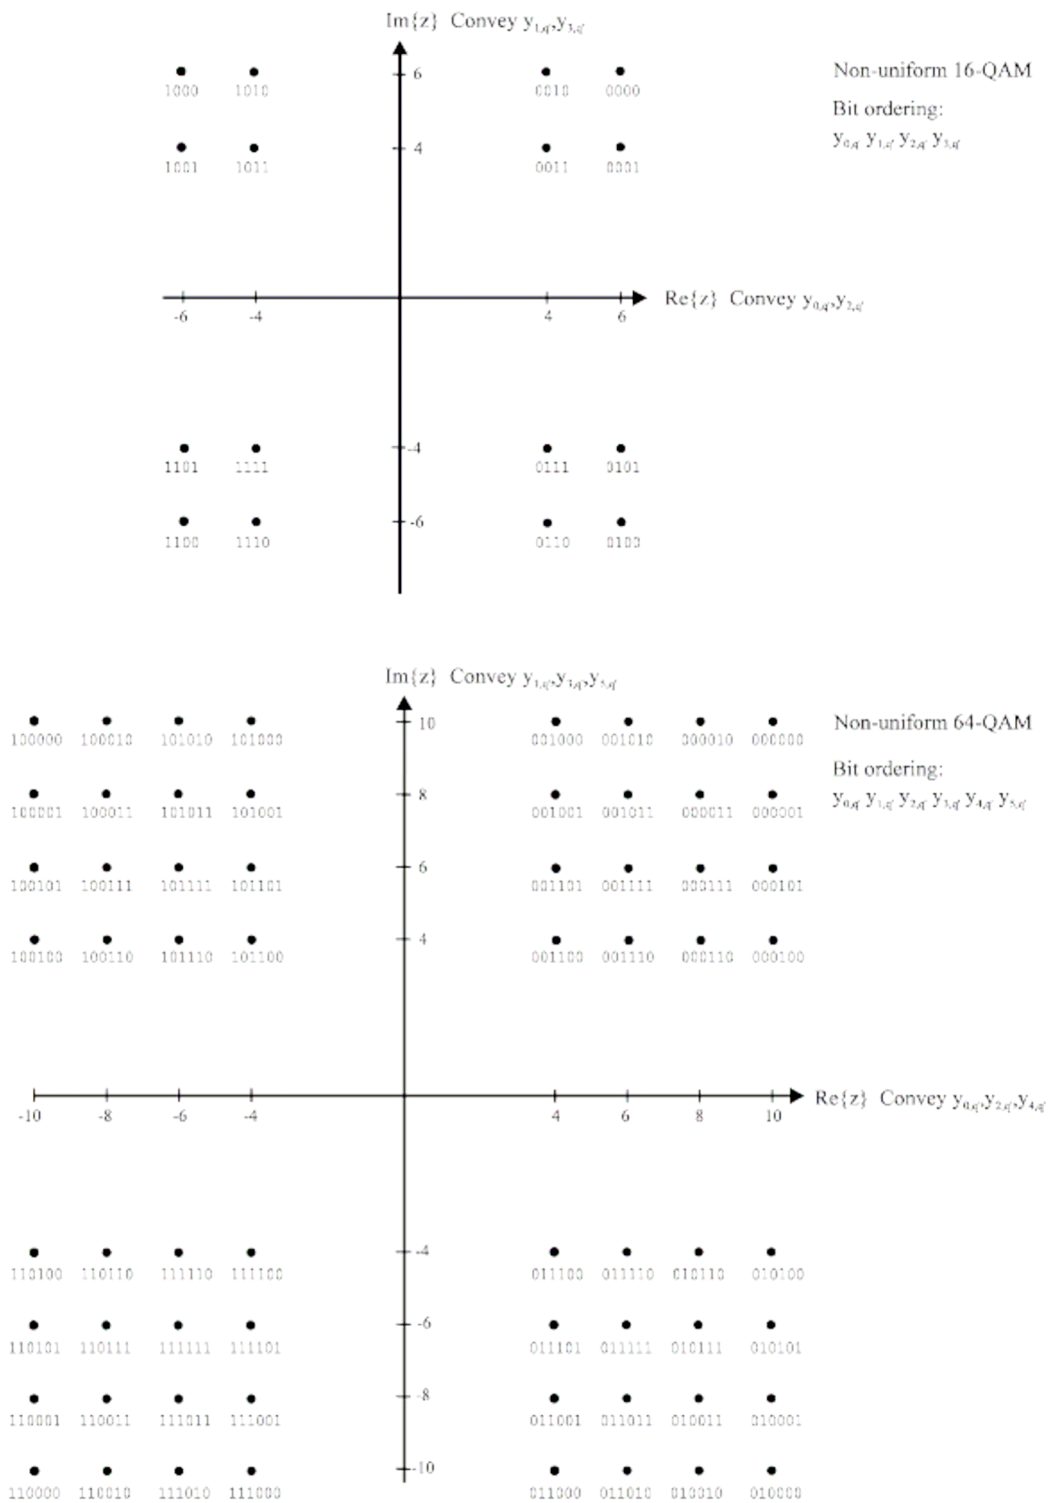 Im{z} Convey y1,q',y3,q'
6
Non-uniform 16-QAM
1000 1010 0010 0000
Bit ordering:
4
y0,q' y1,q' y2,q' y3,q'
1001 1011 0011 0001
Re{z} Convey y0,q',y2,q'
-6 -4 4 6
-4
1101 1111 0111 0101
-6
1100 1110 0110 0100
Im{z} Convey y1,q',y3,q',y5,q'
10
Non-uniform 64-QAM
100000 100010 101010 101000 001000 001010 000010 000000
Bit ordering:
8
y0,q' y1,q' y2,q' y3,q' y4,q' y5,q'
100001 100011 101011 101001 001001 001011 000011 000001
6
100101 100111 101111 101101 001101 001111 000111 000101
4
100100 100110 101110 101100 001100 001110 000110 000100
Re{z} Convey y0,q',y2,q',y4,q'
-10 -8 -6 -4 4 6 8 10
-4
110100 110110 111110 111100 011100 011110 010110 010100
-6
110101 110111 111111 111101 011101 011111 010111 010101
-8
110001 110011 111011 111001 011001 011011 010011 010001
-10
110000 110010 111010 111000 011000 011010 010010 010000